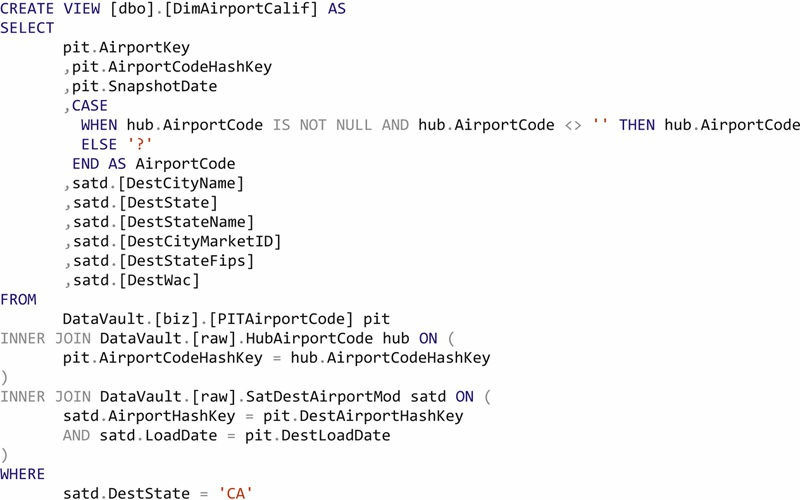 CREATE VIEW [dbo].[DimAirportCalif] AS
SELECT
pit.AirportKey
,pit.AirportCodeHashKey
,pit.SnapshotDate
,CASE
WHEN hub.AirportCode IS NOT NULL AND hub.AirportCode <> '' THEN hub.AirportCode
ELSE '?'
END AS AirportCode
,satd.[DestCityName]
,satd.[DestState]
,satd.[DestStateName]
,satd.[DestCityMarketID]
,satd.[DestStateFips]
,satd.[DestWac]
FROM
DataVault.[biz].[PITAirportCode] pit
INNER JOIN DataVault.[raw].HubAirportCode hub ON (
pit.AirportCodeHashKey = hub.AirportCodeHashKey
)
INNER JOIN DataVault.[raw].SatDestAirportMod satd ON (
satd.AirportHashKey = pit.DestAirportHashKey
AND satd.LoadDate = pit.DestLoadDate
)
WHERE
satd.DestState = 'CA'